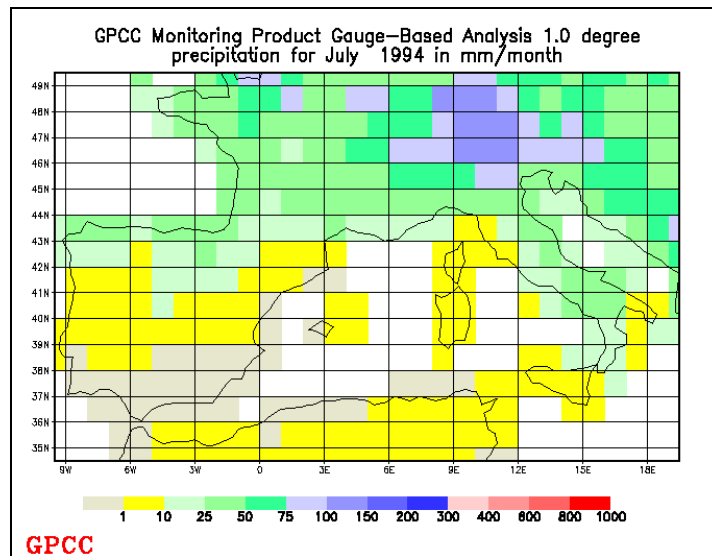 GPCC Monitoring Product Gauge-Based Analysis 1.0 degree
precipitation for July 1994 in mm/month
49N
48N
47N
46N
45N
44N
43N
42N
41N
40N
39N
38N
37N
36N
35N
9W 6W 3W 0 3E 6E 9E 12E 15E 18E
1 10 25 50 75 100 150 200 300 400 600 800 1000
GPCC